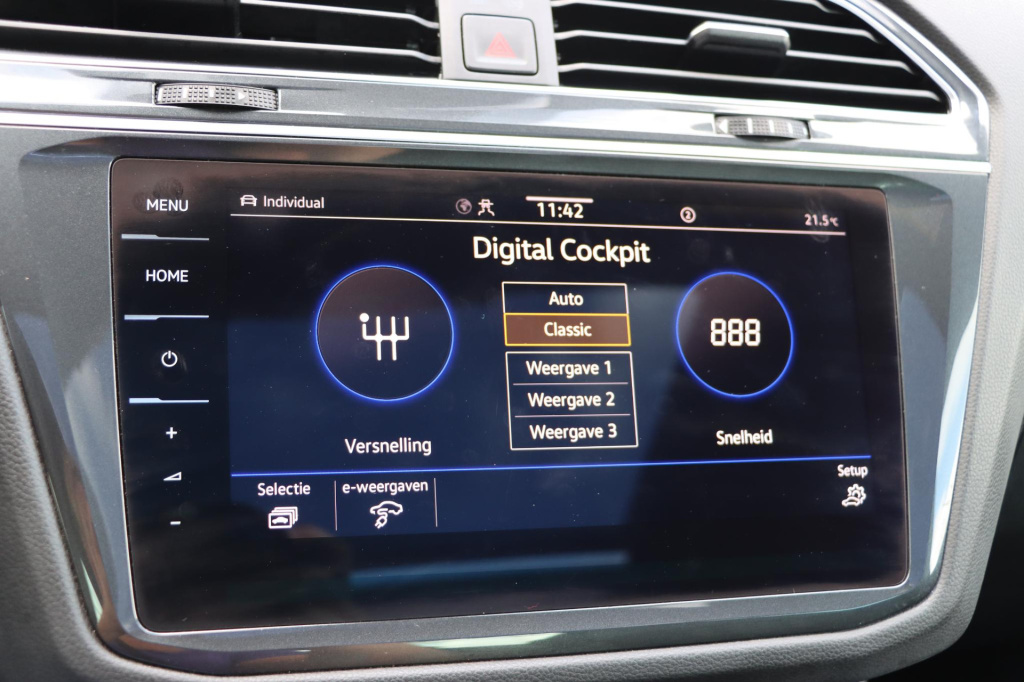 MENU
HOME
Individual
11:42
2
21.5°C
Digital Cockpit
Auto
Classic
Weergave 1
Weergave 2
Weergave 3
888
Versnelling
Snelheid
Selectie
e-weergaven
Setup
+
-